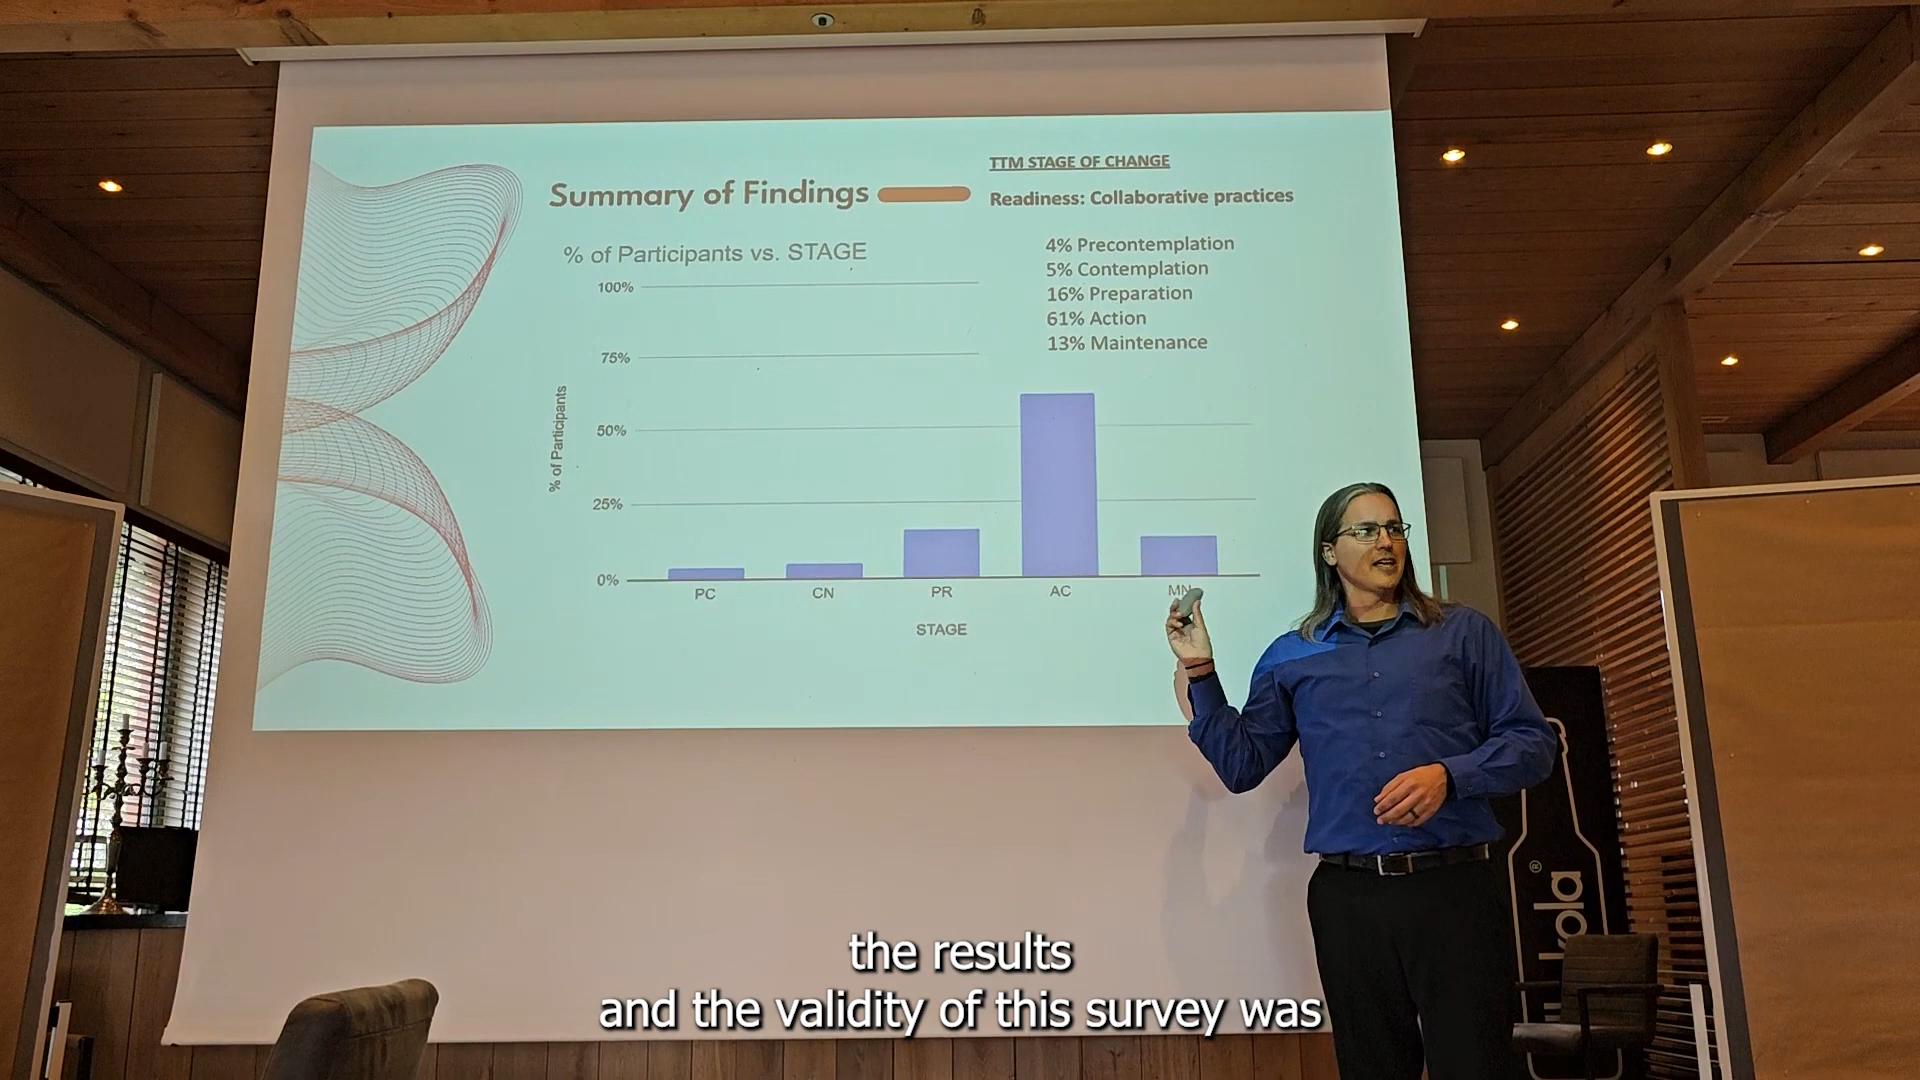 TTM STAGE OF CHANGE
Summary of Findings
Readiness: Collaborative practices
% of Participants vs. STAGE
4% Precontemplation
5% Contemplation
16% Preparation
61% Action
13% Maintenance
100%
75%
50%
25%
0%
% of Participants
PC
CN
PR
AC
MN
STAGE
®
the results
and the validity of this survey was